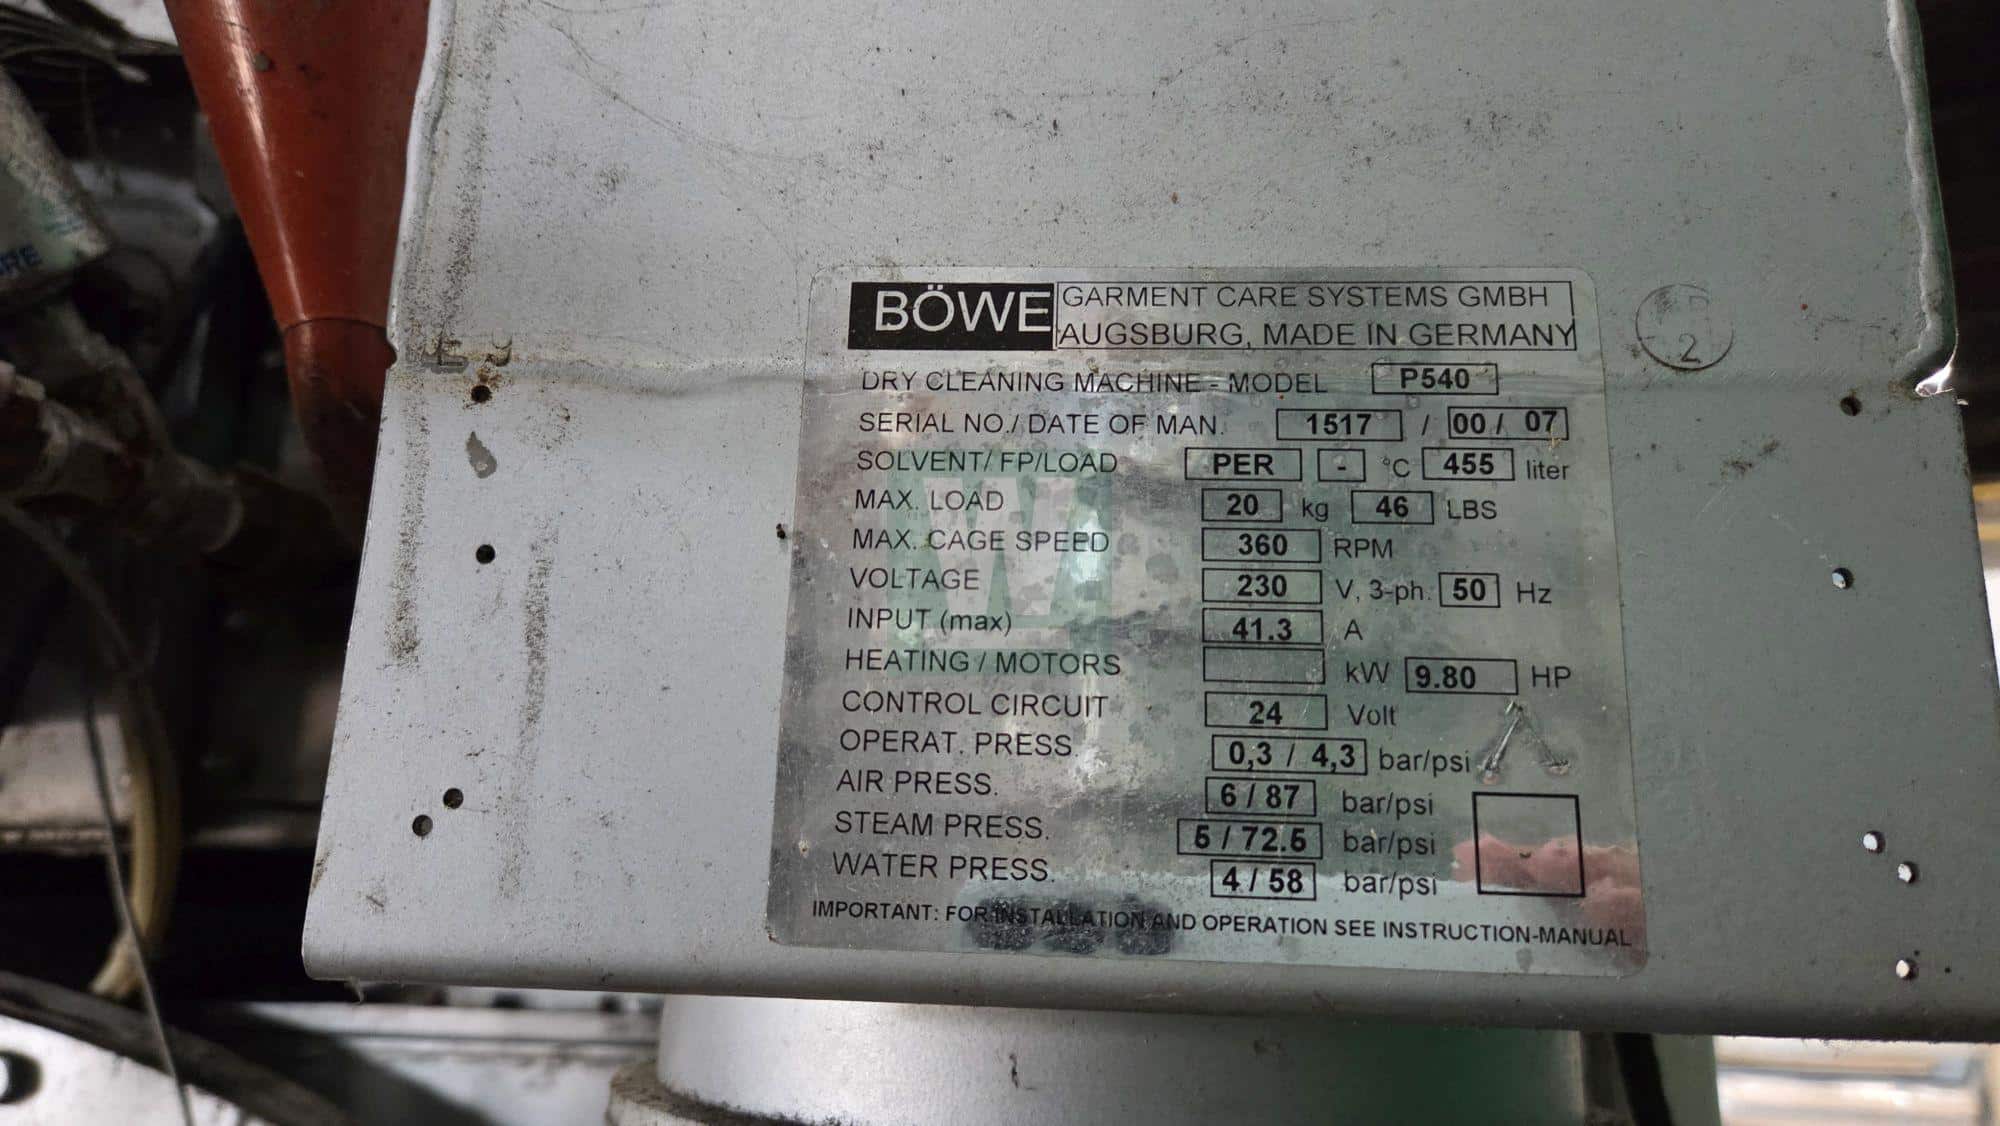 BÖWE GARMENT CARE SYSTEMS GMBH
AUGSBURG, MADE IN GERMANY
DRY CLEANING MACHINE - MODEL P540
SERIAL NO./ DATE OF MAN. 1517 / 00 / 07
SOLVENT/ FP/LOAD PER - °C 455 liter
MAX. LOAD 20 kg 46 LBS
MAX. CAGE SPEED 360 RPM
VOLTAGE 230 V, 3-ph. 50 Hz
INPUT (max) 41.3 A
HEATING / MOTORS kW 9.80 HP
CONTROL CIRCUIT 24 Volt
OPERAT. PRESS. 0,3 / 4,3 bar/psi
AIR PRESS. 6 / 87 bar/psi
STEAM PRESS. 5 / 72.5 bar/psi
WATER PRESS. 4 / 58 bar/psi
IMPORTANT: FOR INSTALLATION AND OPERATION SEE INSTRUCTION-MANUAL
2
W